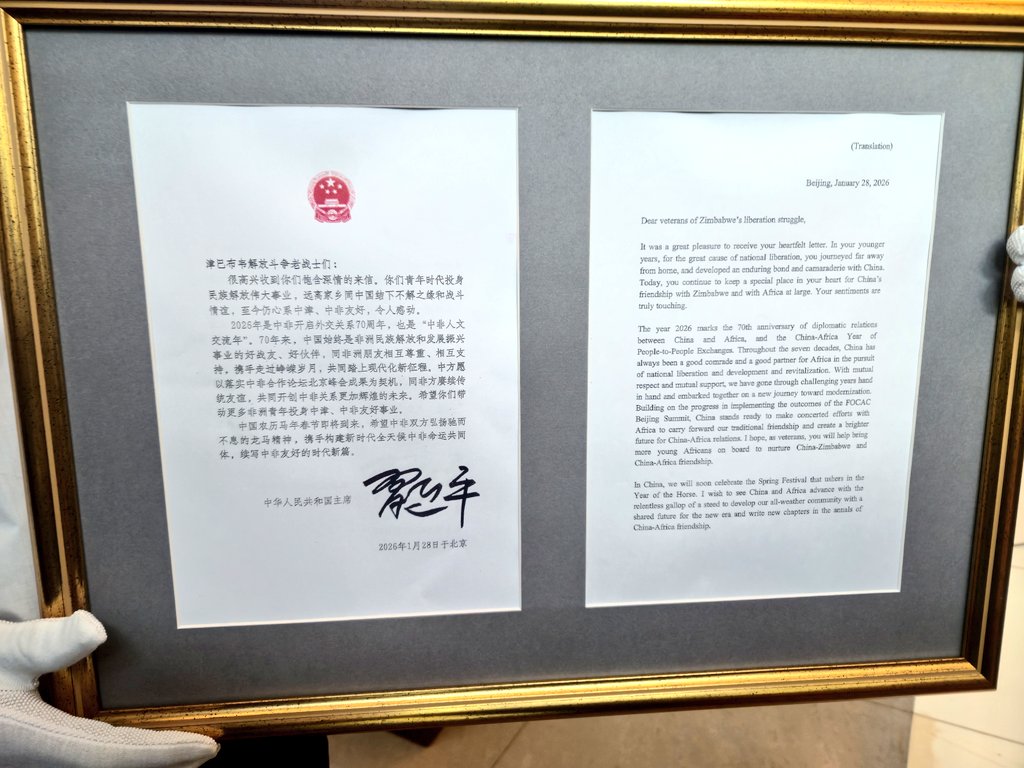 津巴布韦解放斗争老战士们：
很高兴收到你们饱含深情的来信。你们青年时代投身
民族解放伟大事业，远离家乡同中国结下不解之缘和战斗
情谊，至今仍心系中津、中非友好，令人感动。
2026年是中非开启外交关系70周年，也是“中非人文
交流年”。70年来，中国始终是非洲民族解放和发展振兴
事业的好战友、好伙伴，同非洲朋友相互尊重、相互支
持，携手走过峥嵘岁月，共同踏上现代化新征程。中方愿
以落实中非合作论坛北京峰会成果为契机，同非方赓续传
统友谊，共同开创中非关系更加辉煌的未来。希望你们带
动更多非洲青年投身中津、中非友好事业。
中国农历马年春节即将到来，希望中非双方弘扬驰而
不息的龙马精神，携手构建新时代全天候中非命运共同
体，续写中非友好的时代新篇。
中华人民共和国主席 习近平
2026年1月28日于北京
(Translation)
Beijing, January 28, 2026
Dear veterans of Zimbabwe's liberation struggle,
It was a great pleasure to receive your heartfelt letter. In your younger
years, for the great cause of national liberation, you journeyed far away
from home, and developed an enduring bond and camaraderie with China.
Today, you continue to keep a special place in your heart for China's
friendship with Zimbabwe and with Africa at large. Your sentiments are
truly touching.
The year 2026 marks the 70th anniversary of diplomatic relations
between China and Africa, and the China-Africa Year of
People-to-People Exchanges. Throughout the seven decades, China has
always been a good comrade and a good partner for Africa in the pursuit
of national liberation and development and revitalization. With mutual
respect and mutual support, we have gone through challenging years hand
in hand and embarked together on a new journey toward modernization.
Building on the progress in implementing the outcomes of the FOCAC
Beijing Summit, China stands ready to make concerted efforts with
Africa to carry forward our traditional friendship and create a brighter
future for China-Africa relations. I hope, as veterans, you will help bring
more young Africans on board to nurture China-Zimbabwe and
China-Africa friendship.
In China, we will soon celebrate the Spring Festival that ushers in the
Year of the Horse. I wish to see China and Africa advance with the
relentless gallop of a steed to develop our all-weather community with a
shared future for the new era and write new chapters in the annals of
China-Africa friendship.